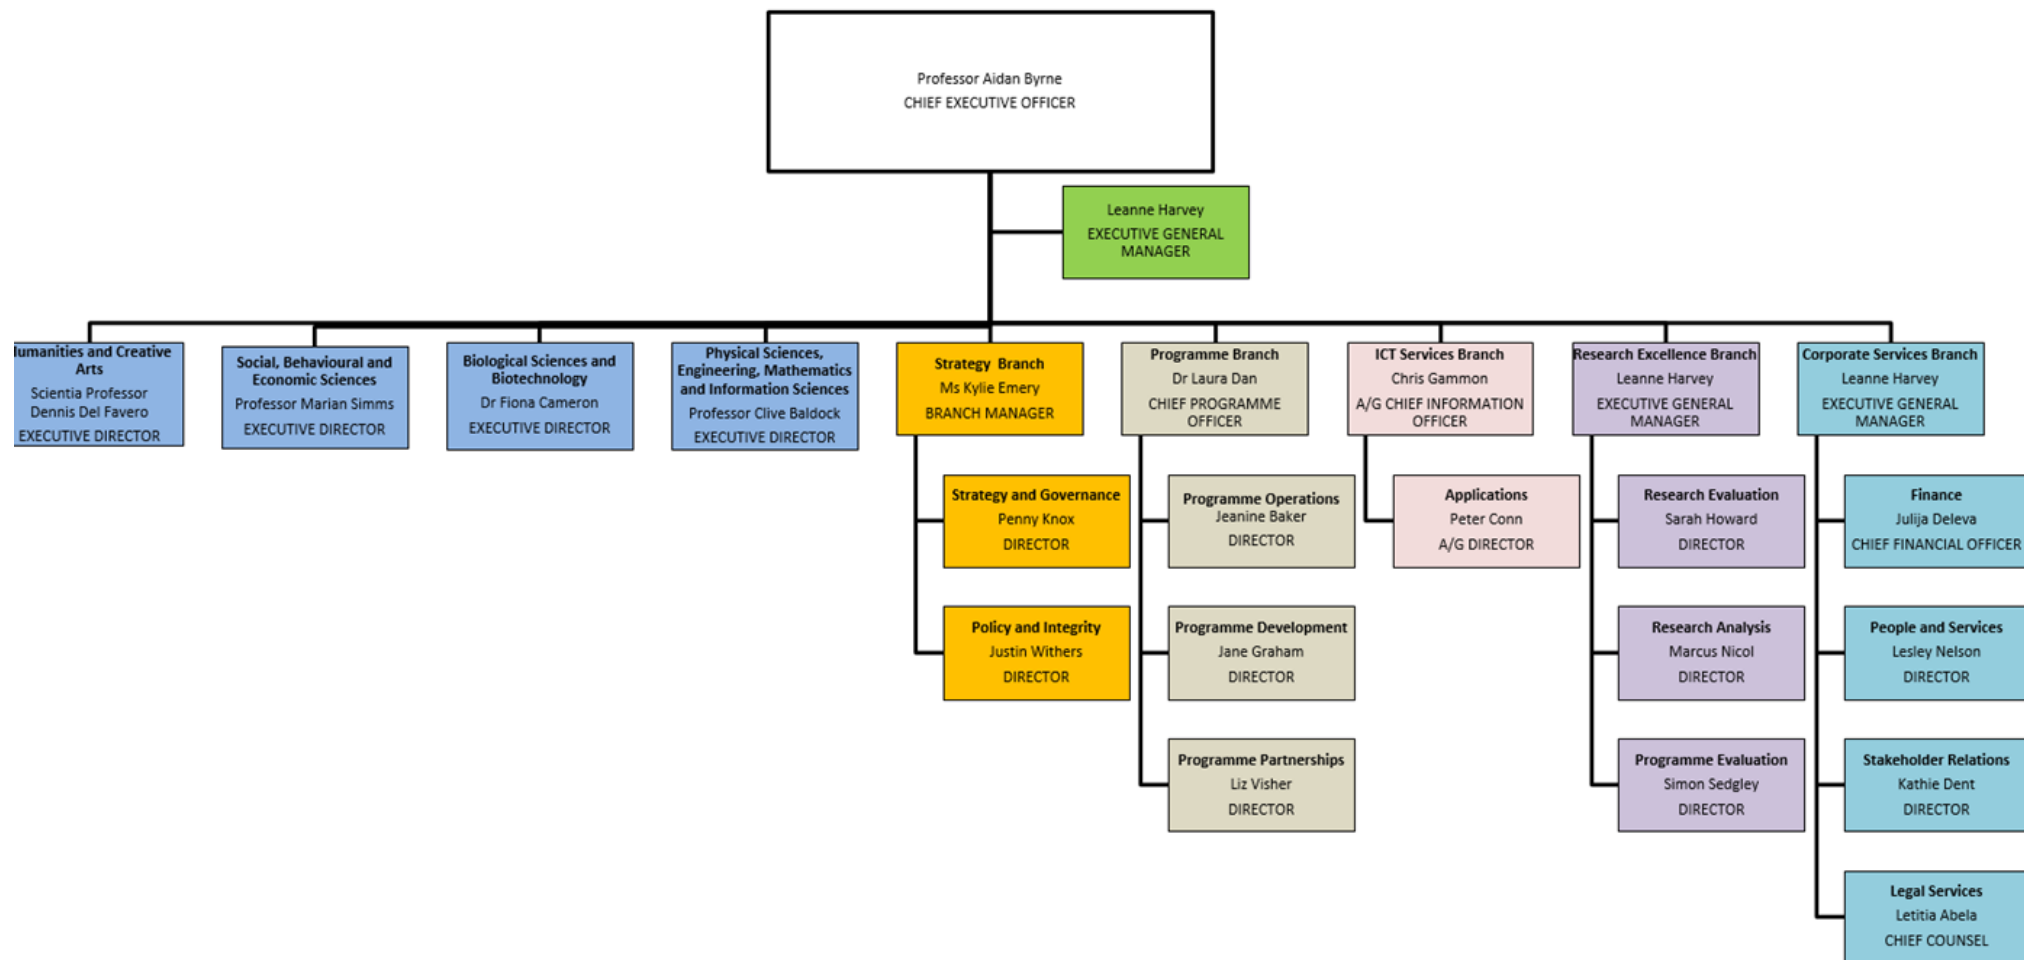 Professor Aidan Byrne
CHIEF EXECUTIVE OFFICER
Leanne Harvey
EXECUTIVE GENERAL
MANAGER
Humanities and Creative
Arts
Scientia Professor
Dennis Del Favero
EXECUTIVE DIRECTOR
Social, Behavioural and
Economic Sciences
Professor Marian Simms
EXECUTIVE DIRECTOR
Biological Sciences and
Biotechnology
Dr Fiona Cameron
EXECUTIVE DIRECTOR
Physical Sciences,
Engineering, Mathematics
and Information Sciences
Professor Clive Baldock
EXECUTIVE DIRECTOR
Strategy Branch
Ms Kylie Emery
BRANCH MANAGER
Programme Branch
Dr Laura Dan
CHIEF PROGRAMME
OFFICER
ICT Services Branch
Chris Gammon
A/G CHIEF INFORMATION
OFFICER
Research Excellence Branch
Leanne Harvey
EXECUTIVE GENERAL
MANAGER
Corporate Services Branch
Leanne Harvey
EXECUTIVE GENERAL
MANAGER
Strategy and Governance
Penny Knox
DIRECTOR
Programme Operations
Jeanine Baker
DIRECTOR
Applications
Peter Conn
A/G DIRECTOR
Research Evaluation
Sarah Howard
DIRECTOR
Finance
Julija Deleva
CHIEF FINANCIAL OFFICER
Policy and Integrity
Justin Withers
DIRECTOR
Programme Development
Jane Graham
DIRECTOR
Research Analysis
Marcus Nicol
DIRECTOR
People and Services
Lesley Nelson
DIRECTOR
Programme Partnerships
Liz Visher
DIRECTOR
Programme Evaluation
Simon Sedgley
DIRECTOR
Stakeholder Relations
Kathie Dent
DIRECTOR
Legal Services
Letitia Abela
CHIEF COUNSEL